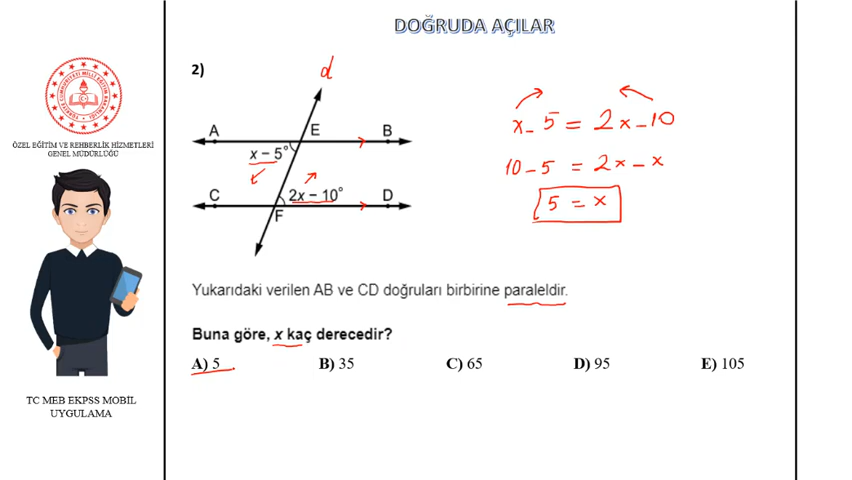 DOĞRUDA AÇILAR
2)
d
A
E
B
x – 5°
C
2x – 10°
D
F
x - 5 = 2x - 10
10 - 5 = 2x - x
5 = x
ÖZEL EĞİTİM VE REHBERLİK HİZMETLERİ
GENEL MÜDÜRLÜĞÜ
Yukarıdaki verilen AB ve CD doğruları birbirine paraleldir.
Buna göre, x kaç derecedir?
A) 5
B) 35
C) 65
D) 95
E) 105
TC MEB EKPSS MOBİL
UYGULAMA